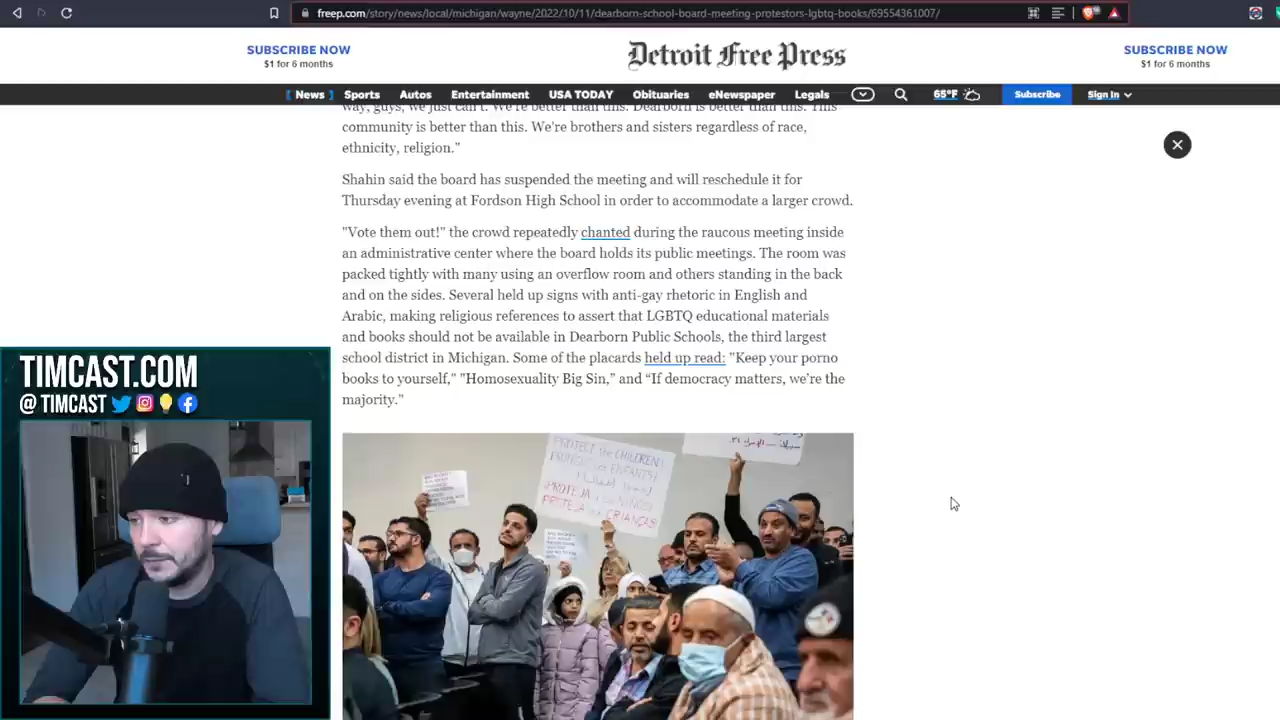 freep.com/story/news/local/michigan/wayne/2022/10/11/dearborn-school-board-meeting-protestors-lgbtq-books/69554361007/
SUBSCRIBE NOW
$1 for 6 months
Detroit Free Press
SUBSCRIBE NOW
$1 for 6 months
News Sports Autos Entertainment USA TODAY Obituaries eNewspaper Legals 65°F Subscribe Sign In
way, guys, we just can't. We're better than this. Dearborn is better than this. This
community is better than this. We're brothers and sisters regardless of race,
ethnicity, religion."
Shahin said the board has suspended the meeting and will reschedule it for
Thursday evening at Fordson High School in order to accommodate a larger crowd.
"Vote them out!" the crowd repeatedly chanted during the raucous meeting inside
an administrative center where the board holds its public meetings. The room was
packed tightly with many using an overflow room and others standing in the back
and on the sides. Several held up signs with anti-gay rhetoric in English and
Arabic, making religious references to assert that LGBTQ educational materials
and books should not be available in Dearborn Public Schools, the third largest
school district in Michigan. Some of the placards held up read: "Keep your porno
books to yourself," "Homosexuality Big Sin," and “If democracy matters, we’re the
majority.”
PROTECT the CHILDREN!
ENFANTS!
PROTEJA
PROTEJA CRIANÇAS!
TIMCAST.COM
@ TIMCAST